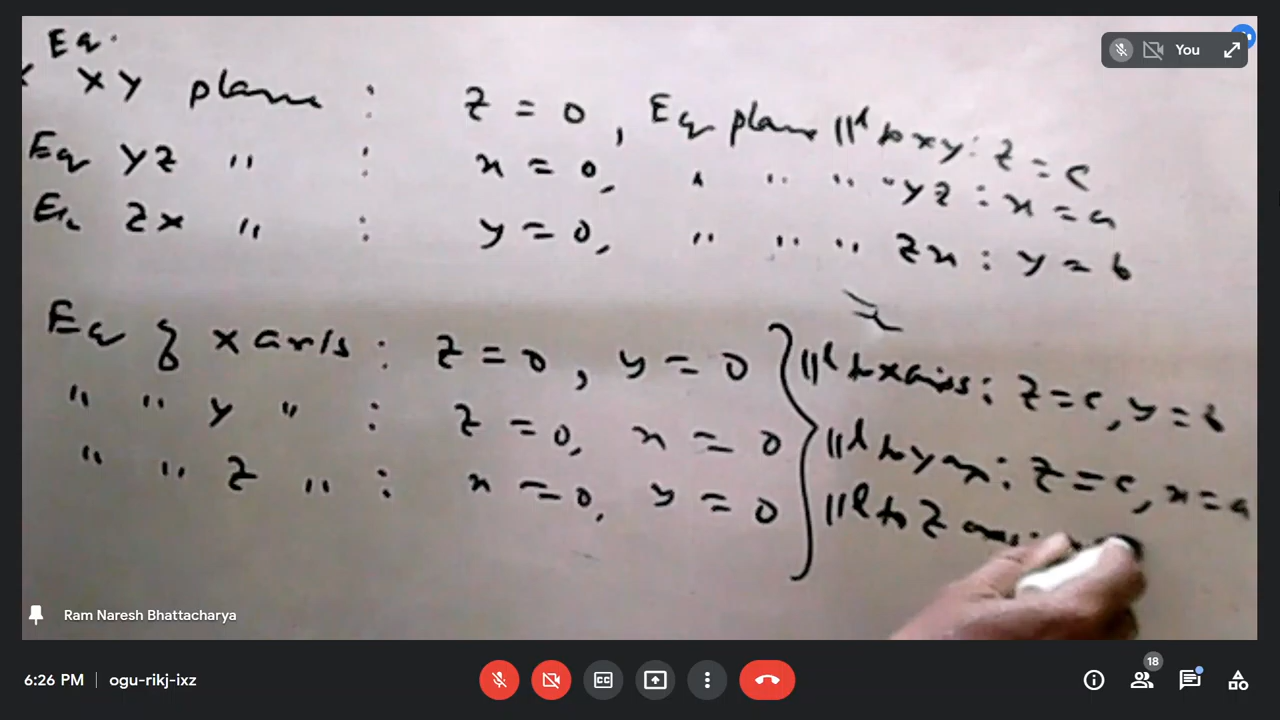 Eq.
XY plane : z = 0, Eq plane ||l to xy : z = c
Eq YZ " : x = 0, " " " " yz : x = a
Eq ZX " : y = 0, " " " zx : y = b
Eq of x axis : z = 0, y = 0 } ||l to x axis : z = c, y = b
" " y " : z = 0, x = 0 ||l to y ax : z = c, x = a
" " z " : x = 0, y = 0 ||l to z axis :
You
Ram Naresh Bhattacharya
6:26 PM | ogu-rikj-ixz
18